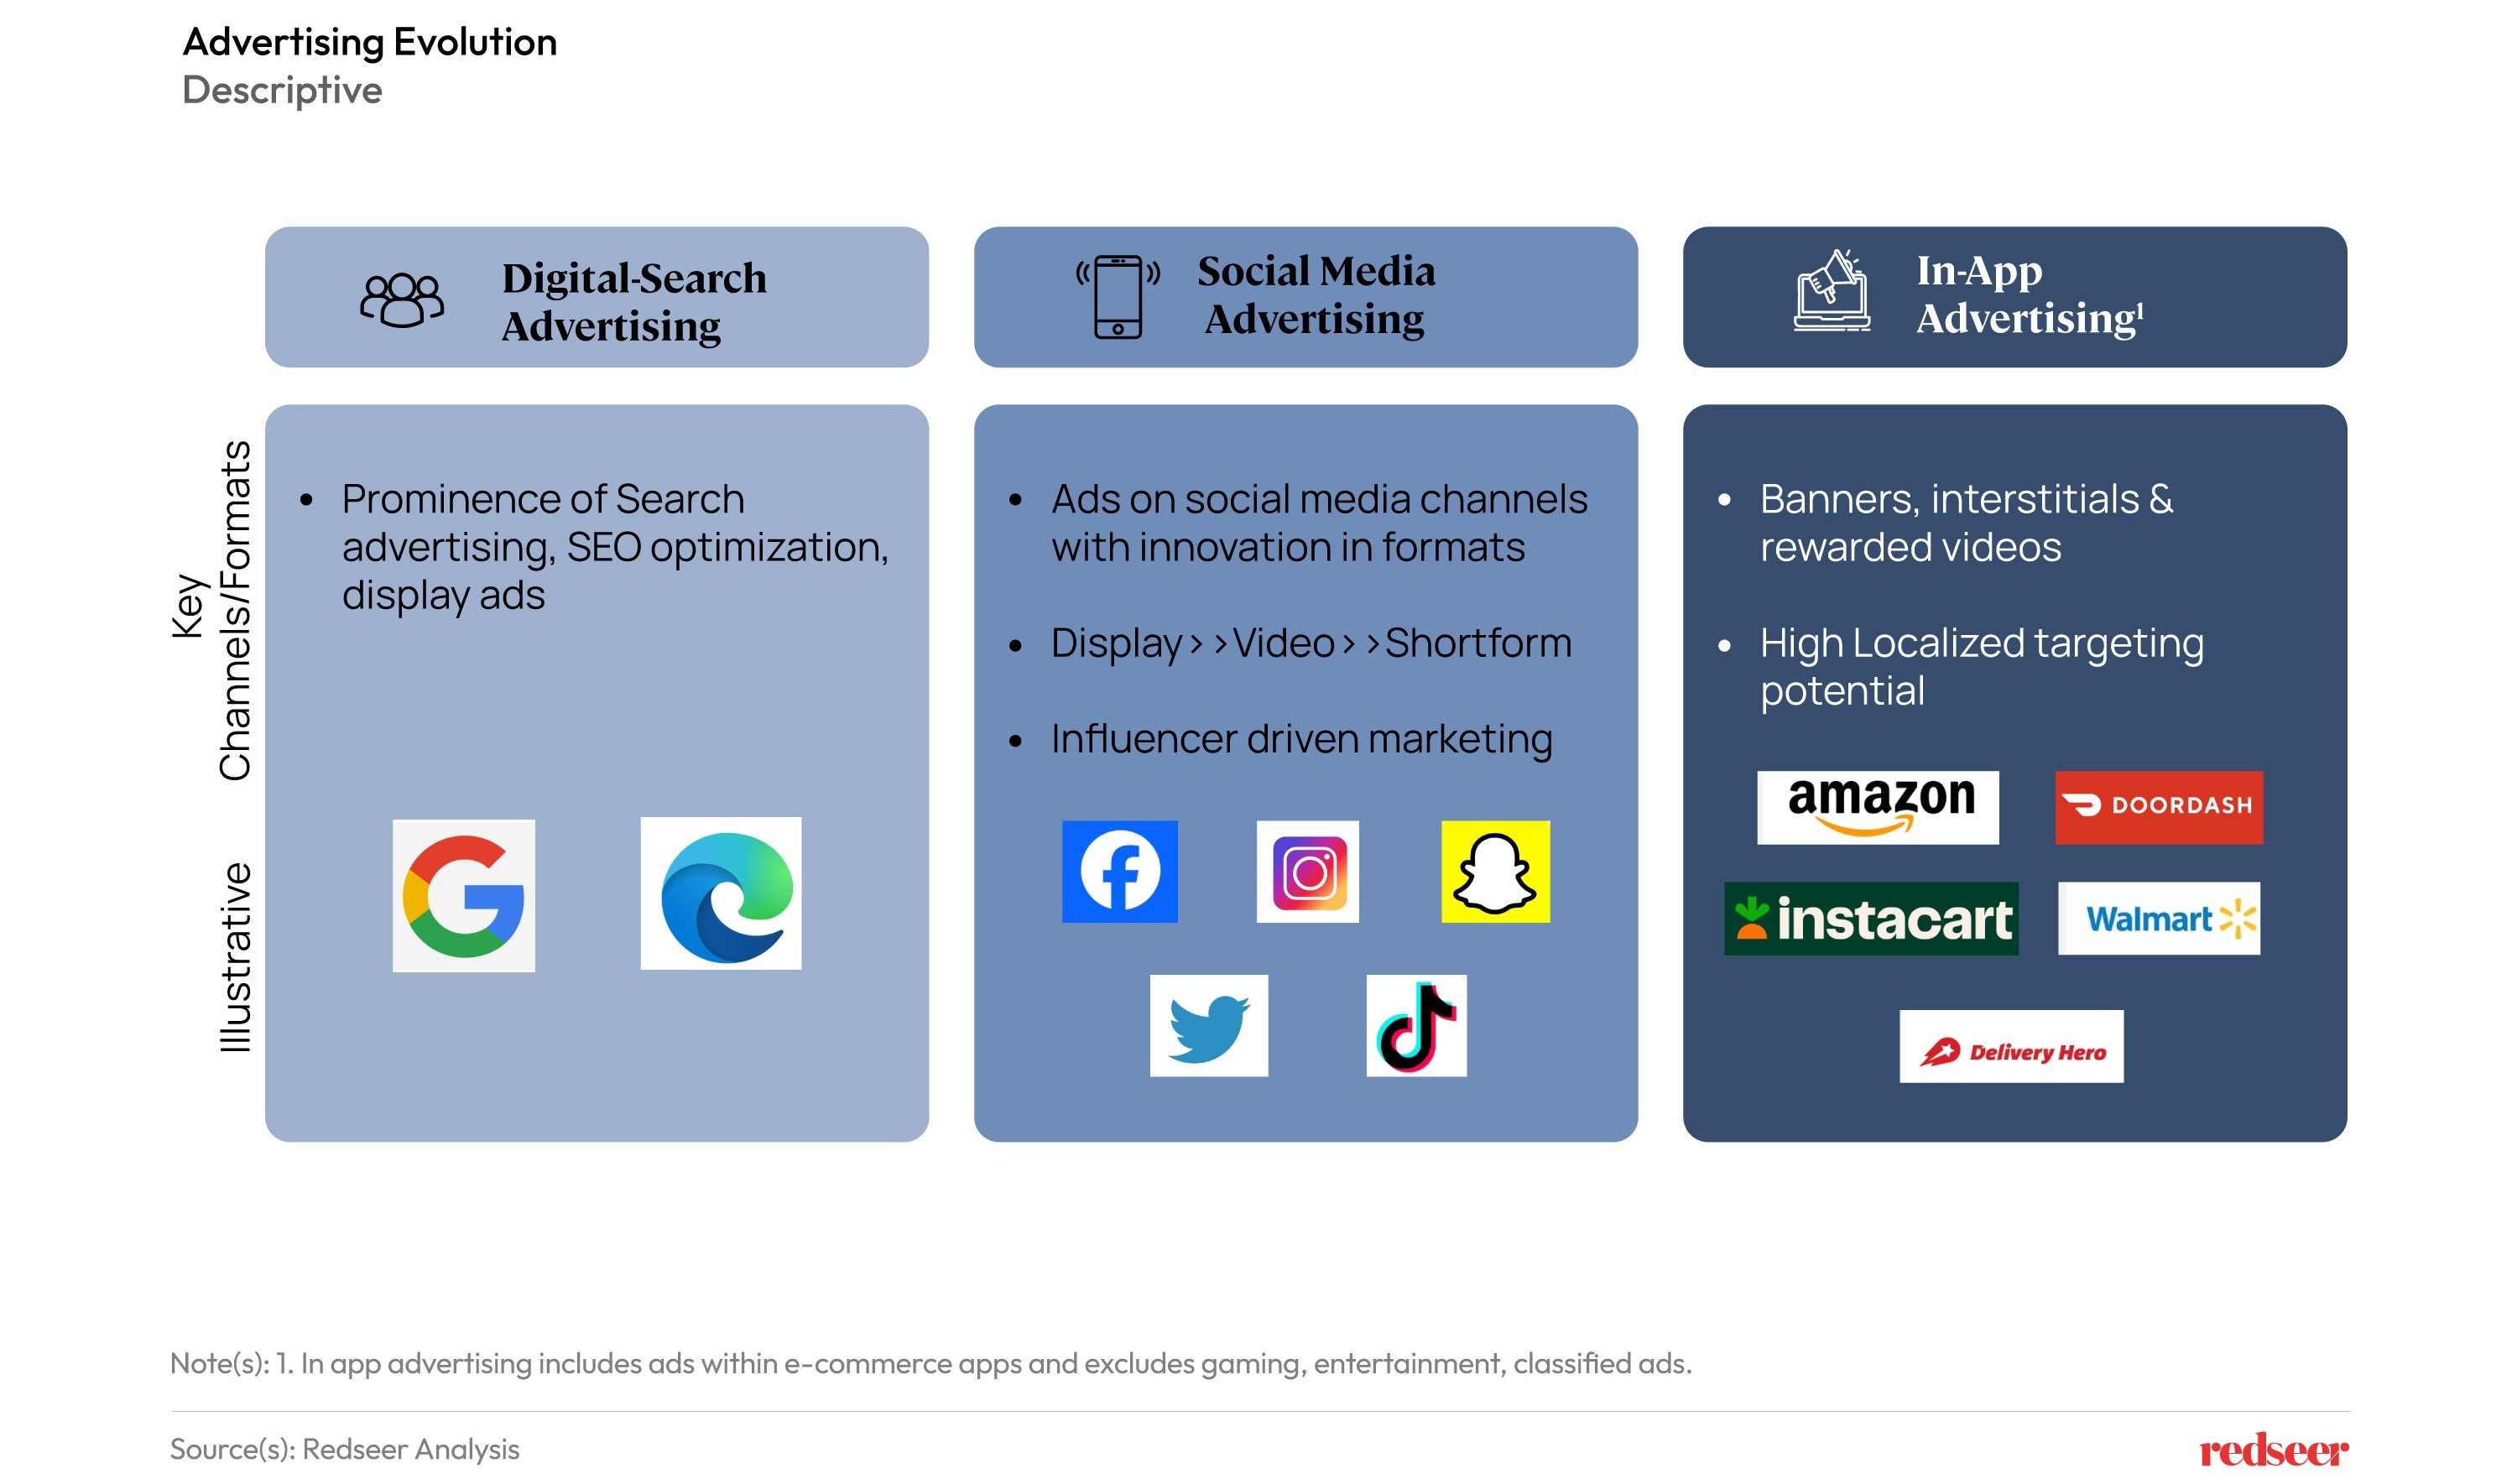 Advertising Evolution
Descriptive
Digital-Search
Advertising
Social Media
Advertising
In-App
Advertising¹
Key
Channels/Formats
• Prominence of Search
advertising, SEO optimization,
display ads
• Ads on social media channels
with innovation in formats
• Display>>Video>>Shortform
• Influencer driven marketing
• Banners, interstitials &
rewarded videos
• High Localized targeting
potential
Illustrative
amazon
DOORDASH
instacart
Walmart
Delivery Hero
Note(s): 1. In app advertising includes ads within e-commerce apps and excludes gaming, entertainment, classified ads.
Source(s): Redseer Analysis
redseer